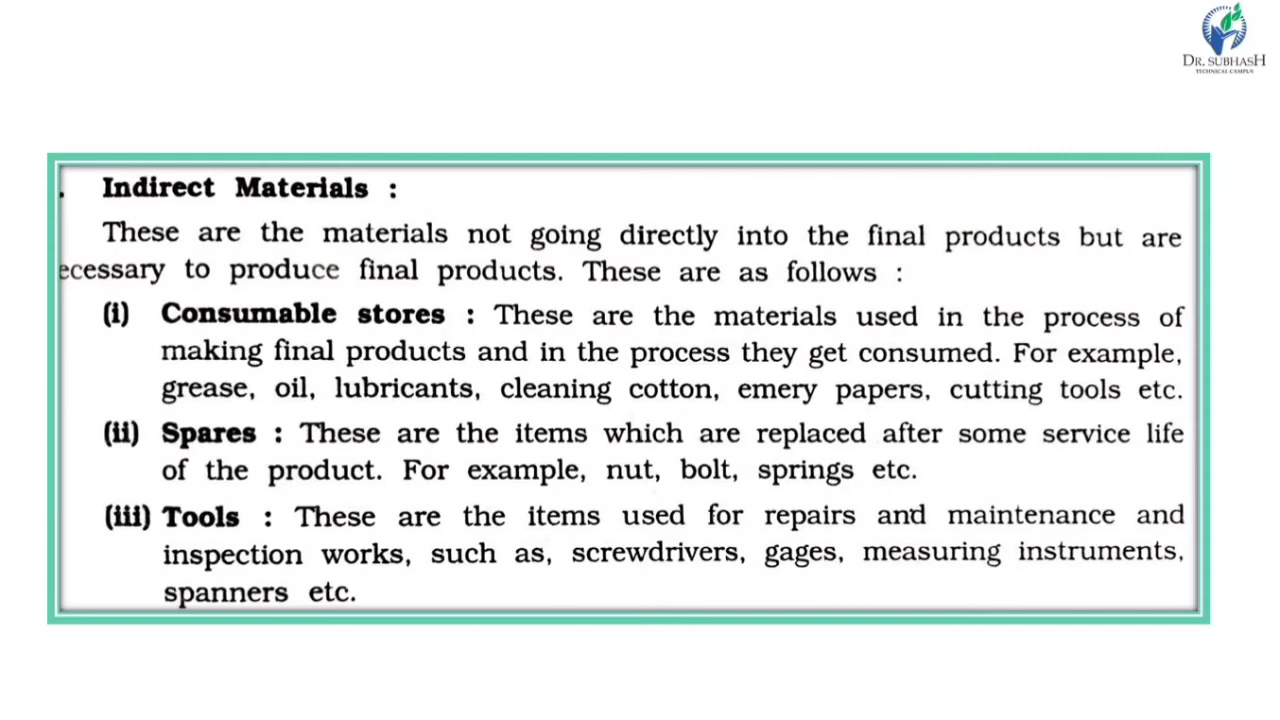 DR. SUBHASH
TECHNICAL CAMPUS
. Indirect Materials :
These are the materials not going directly into the final products but are
ecessary to produce final products. These are as follows :
(i) Consumable stores : These are the materials used in the process of
making final products and in the process they get consumed. For example,
grease, oil, lubricants, cleaning cotton, emery papers, cutting tools etc.
(ii) Spares : These are the items which are replaced after some service life
of the product. For example, nut, bolt, springs etc.
(iii) Tools : These are the items used for repairs and maintenance and
inspection works, such as, screwdrivers, gages, measuring instruments,
spanners etc.